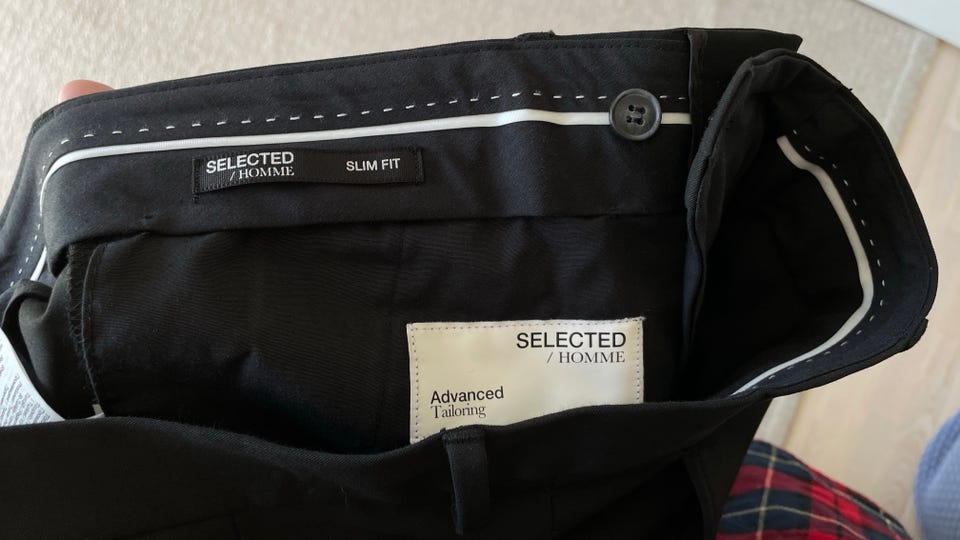 SELECTED
/ HOMME
SLIM FIT
SELECTED
/ HOMME
Advanced
Tailoring